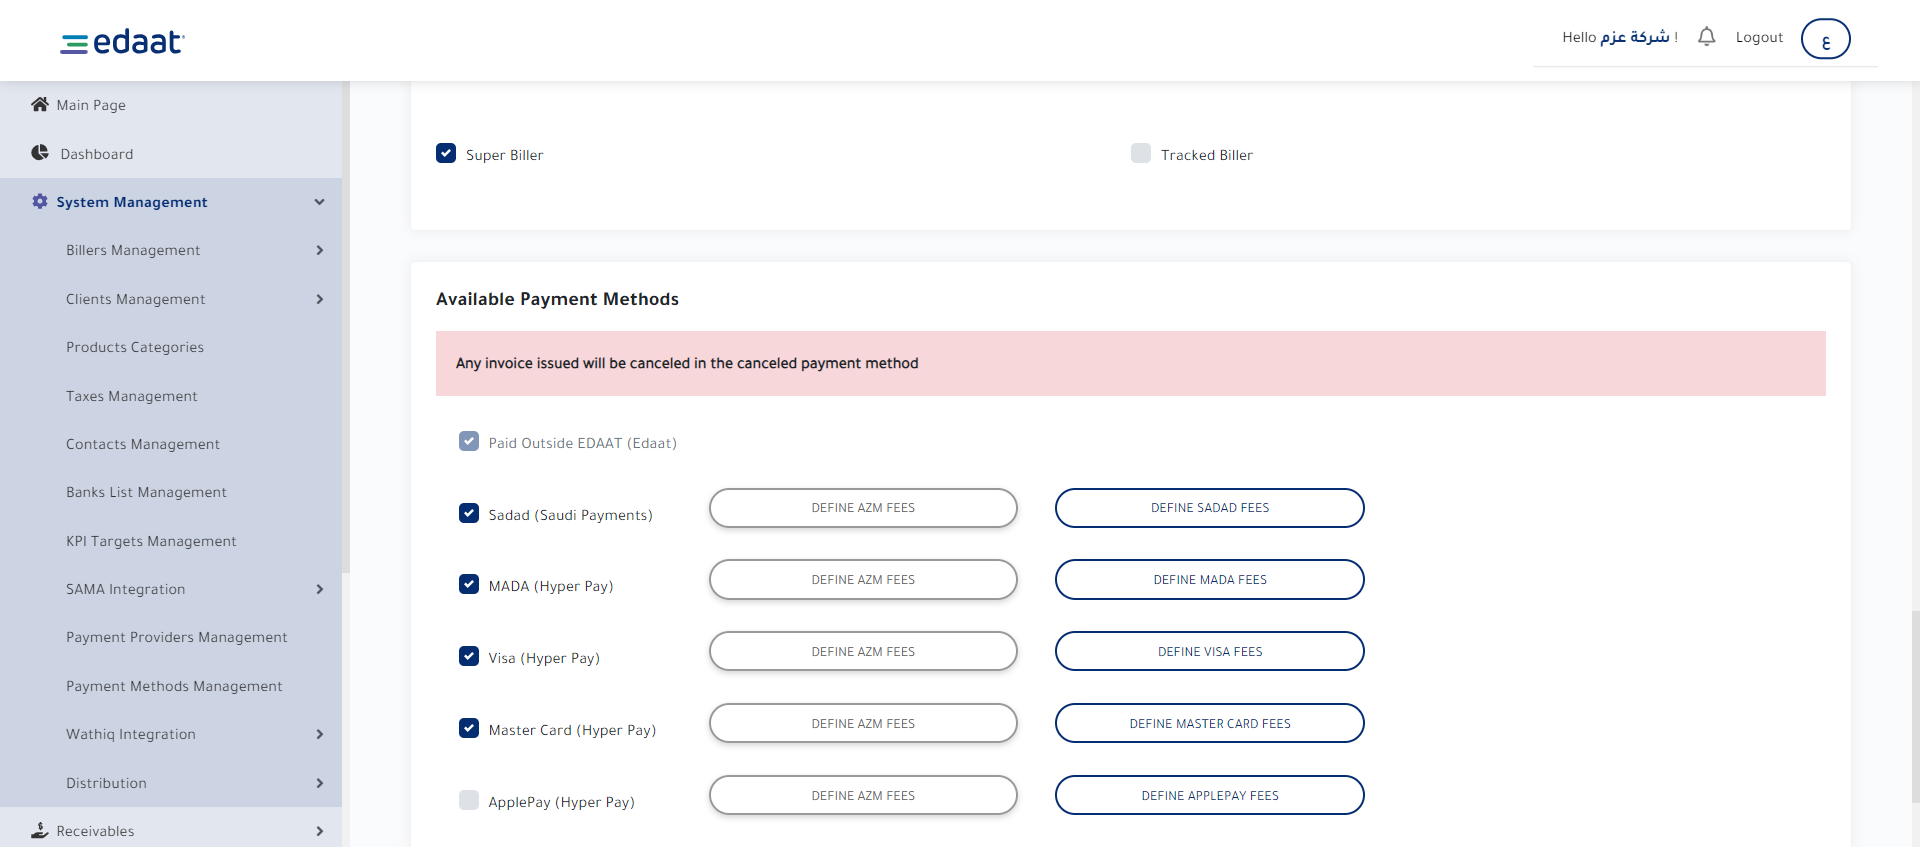 edaat
Hello شركة عزم !
Logout
ع
Main Page
Dashboard
System Management
Billers Management
Clients Management
Products Categories
Taxes Management
Contacts Management
Banks List Management
KPI Targets Management
SAMA Integration
Payment Providers Management
Payment Methods Management
Wathiq Integration
Distribution
Receivables
Super Biller
Tracked Biller
Available Payment Methods
Any invoice issued will be canceled in the canceled payment method
Paid Outside EDAAT (Edaat)
Sadad (Saudi Payments)
DEFINE AZM FEES
DEFINE SADAD FEES
MADA (Hyper Pay)
DEFINE AZM FEES
DEFINE MADA FEES
Visa (Hyper Pay)
DEFINE AZM FEES
DEFINE VISA FEES
Master Card (Hyper Pay)
DEFINE AZM FEES
DEFINE MASTER CARD FEES
ApplePay (Hyper Pay)
DEFINE AZM FEES
DEFINE APPLEPAY FEES